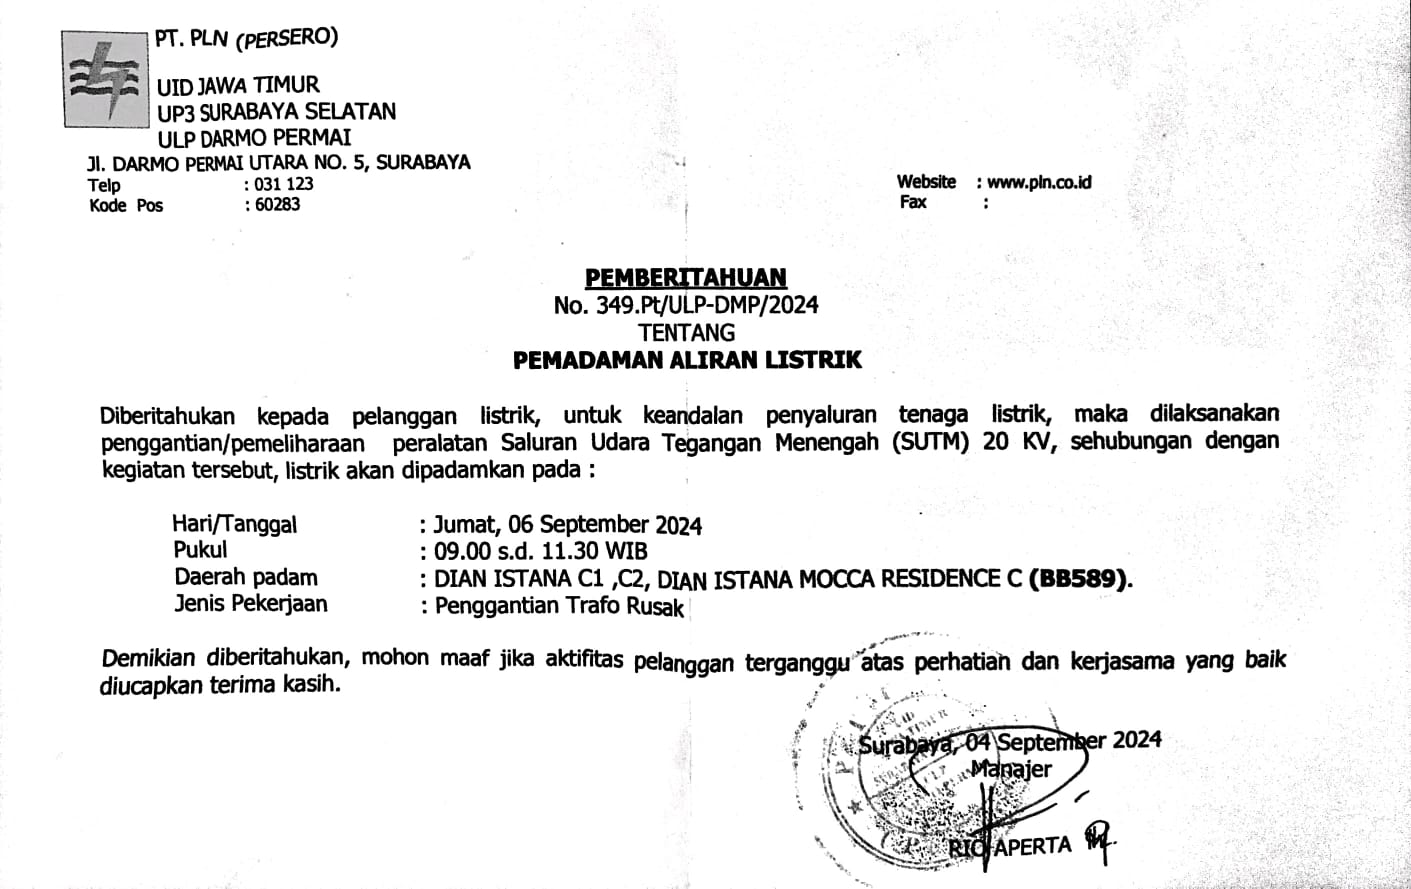 PT. PLN (PERSERO)
UID JAWA TIMUR
UP3 SURABAYA SELATAN
ULP DARMO PERMAI
Jl. DARMO PERMAI UTARA NO. 5, SURABAYA
Telp : 031 123
Kode Pos : 60283
Website : www.pln.co.id
Fax :
PEMBERITAHUAN
No. 349.Pt/ULP-DMP/2024
TENTANG
PEMADAMAN ALIRAN LISTRIK
Diberitahukan kepada pelanggan listrik, untuk keandalan penyaluran tenaga listrik, maka dilaksanakan
penggantian/pemeliharaan peralatan Saluran Udara Tegangan Menengah (SUTM) 20 KV, sehubungan dengan
kegiatan tersebut, listrik akan dipadamkan pada :
Hari/Tanggal : Jumat, 06 September 2024
Pukul : 09.00 s.d. 11.30 WIB
Daerah padam : DIAN ISTANA C1 ,C2, DIAN ISTANA MOCCA RESIDENCE C (BB589).
Jenis Pekerjaan : Penggantian Trafo Rusak
Demikian diberitahukan, mohon maaf jika aktifitas pelanggan terganggu atas perhatian dan kerjasama yang baik
diucapkan terima kasih.
Surabaya, 04 September 2024
Manajer
RIO APERTA